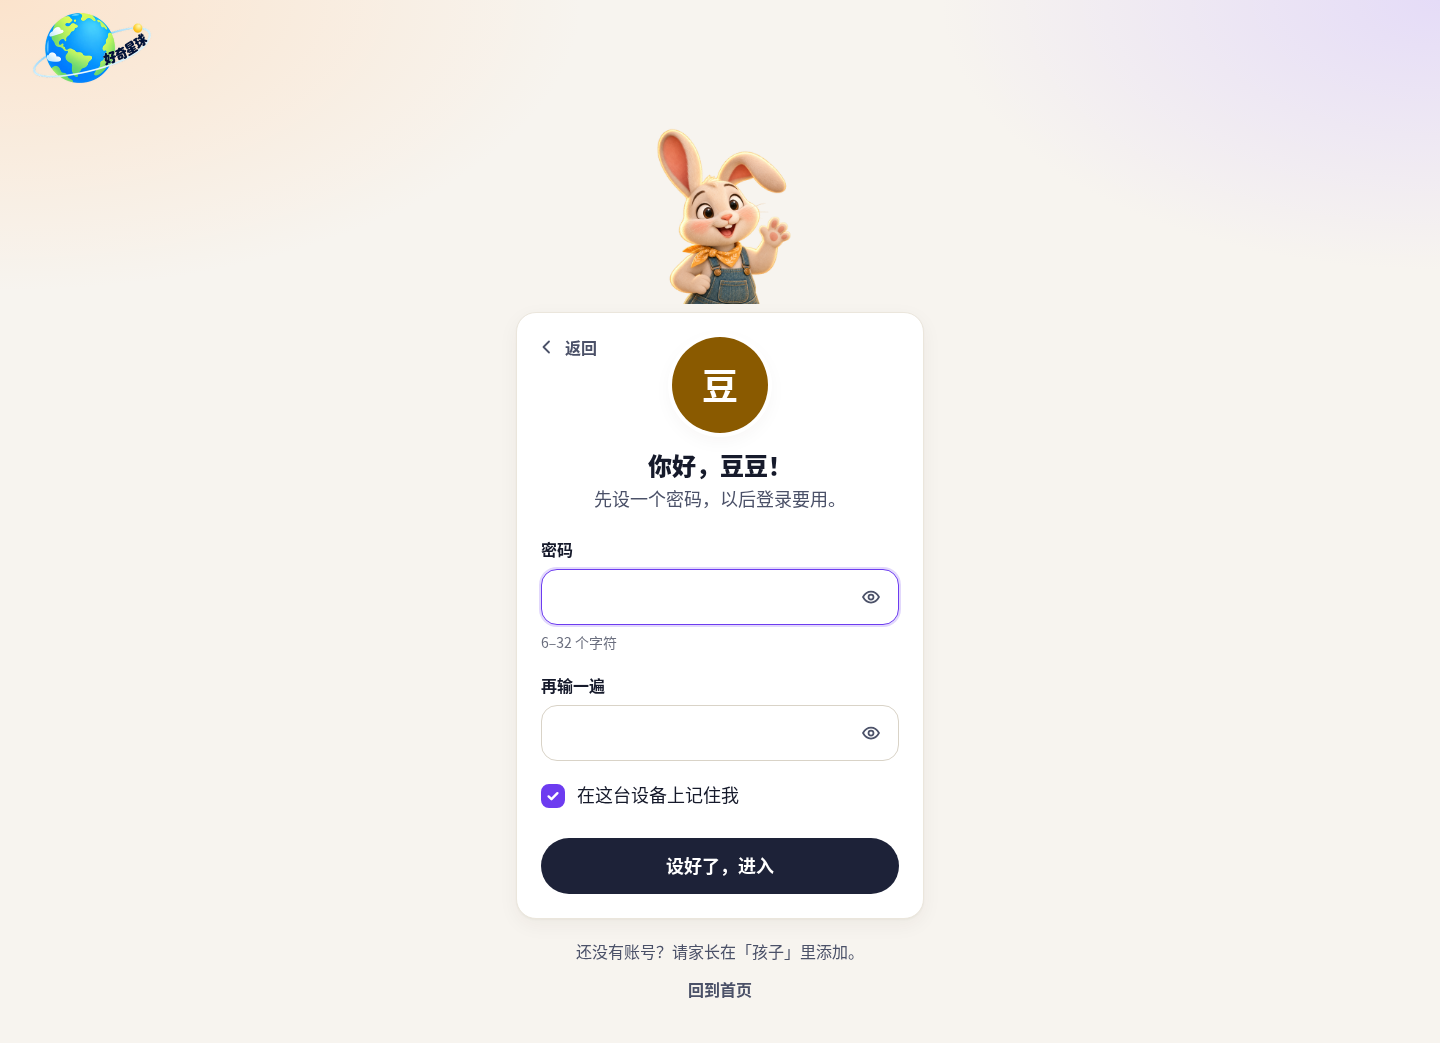 好奇星球
返回
豆
你好，豆豆！
先设一个密码，以后登录要用。
密码
6–32 个字符
再输一遍
在这台设备上记住我
设好了，进入
还没有账号？请家长在「孩子」里添加。
回到首页